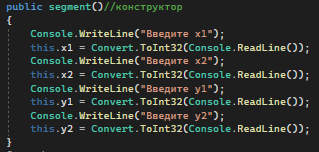 public segment()//конструктор
{
Console.WriteLine("Введите x1");
this.x1 = Convert.ToInt32(Console.ReadLine());
Console.WriteLine("Введите x2");
this.x2 = Convert.ToInt32(Console.ReadLine());
Console.WriteLine("Введите y1");
this.y1 = Convert.ToInt32(Console.ReadLine());
Console.WriteLine("Введите y2");
this.y2 = Convert.ToInt32(Console.ReadLine());
}